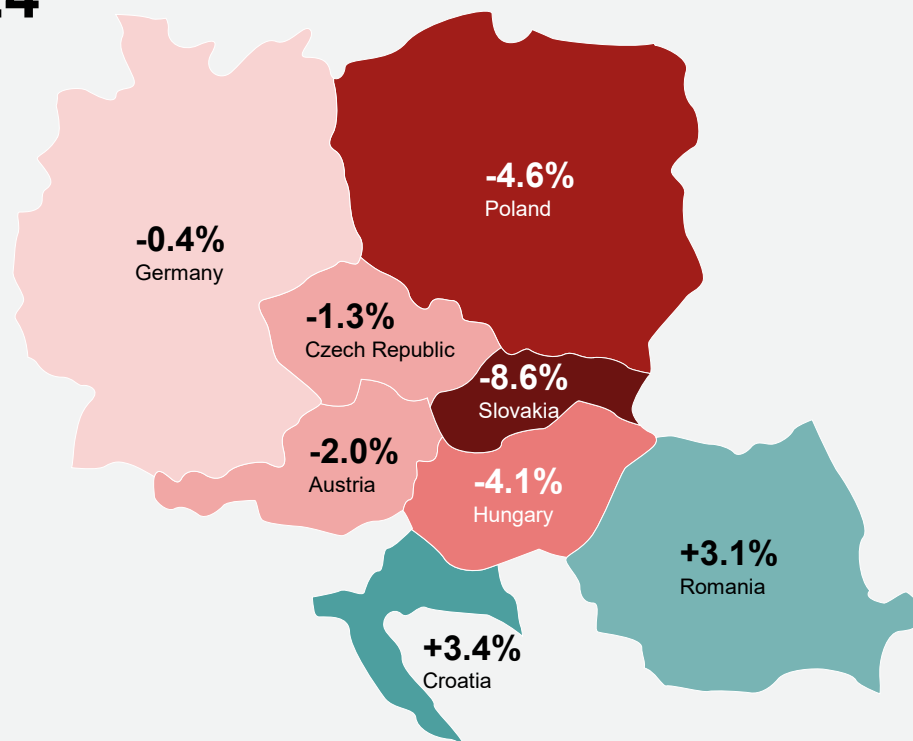 -4.6%
Poland
-0.4%
Germany
-1.3%
Czech Republic
-8.6%
Slovakia
-2.0%
Austria
-4.1%
Hungary
+3.1%
Romania
+3.4%
Croatia